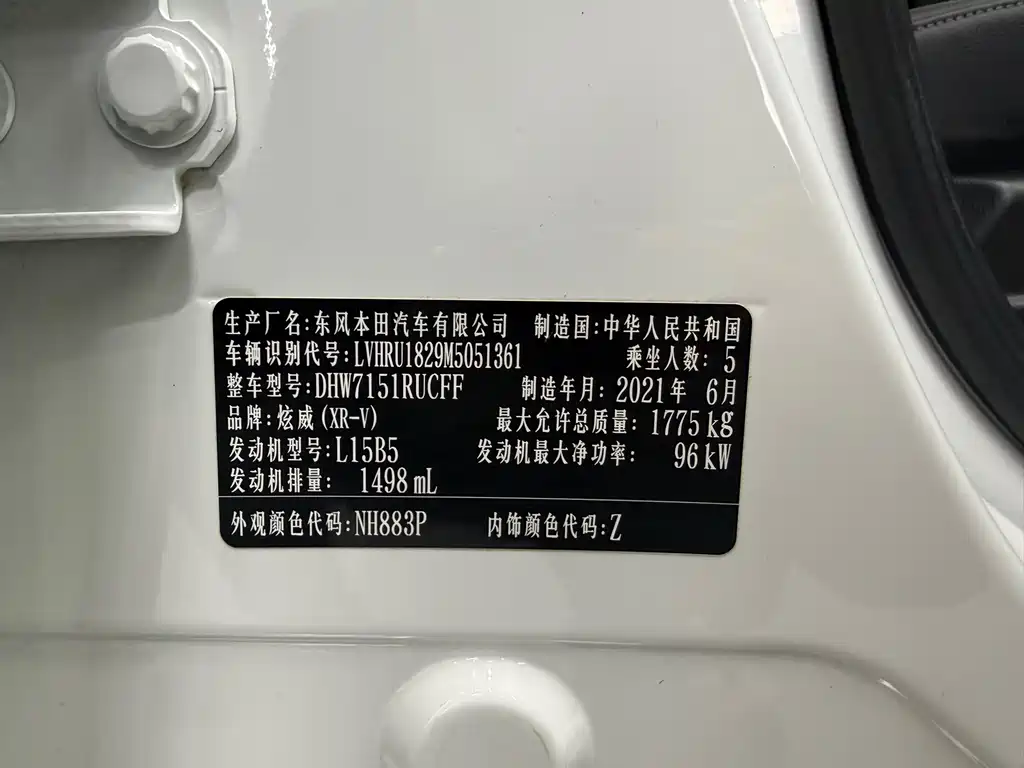 生产厂名:东风本田汽车有限公司 制造国:中华人民共和国
车辆识别代号:LVHRU1829M5051361 乘坐人数: 5
整车型号:DHW7151RUCFF 制造年月: 2021年 6月
品牌:炫威(XR-V) 最大允许总质量: 1775kg
发动机型号:L15B5 发动机最大净功率: 96kW
发动机排量: 1498mL
外观颜色代码:NH883P 内饰颜色代码:Z